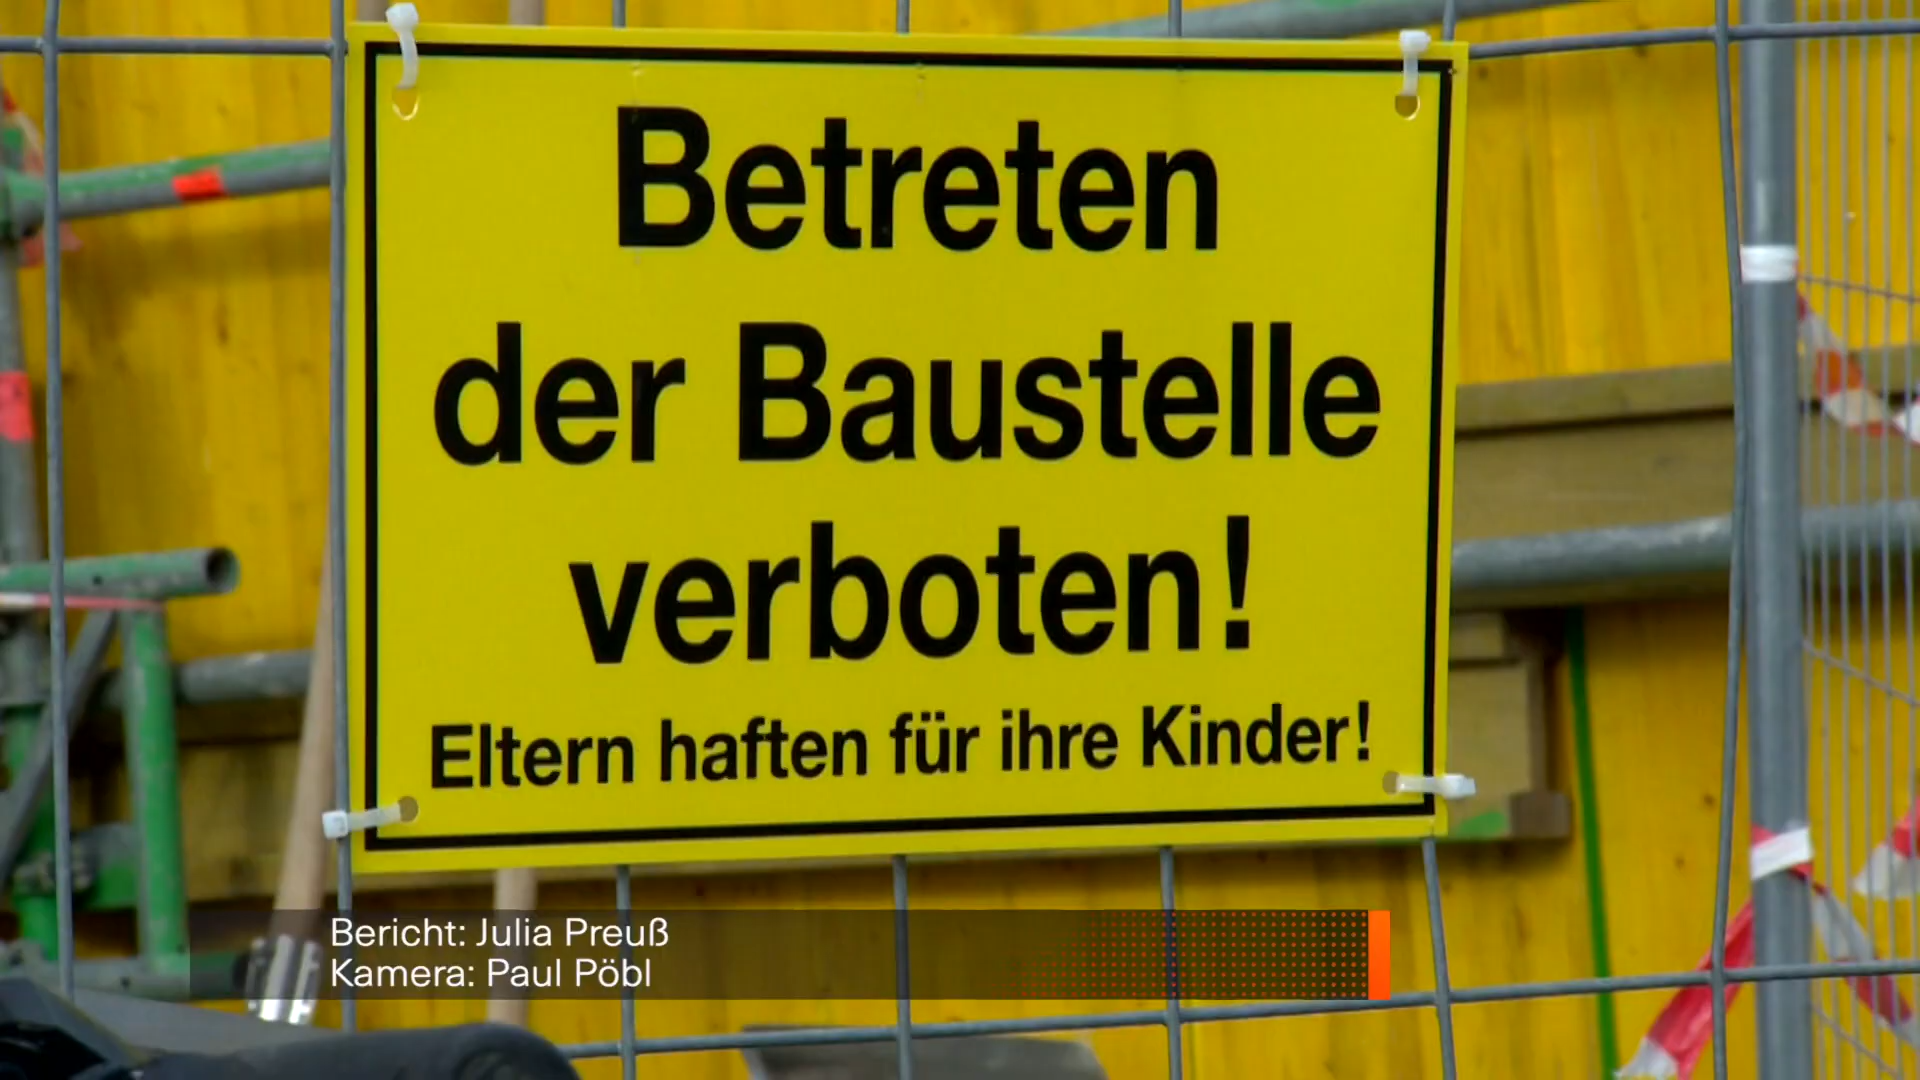 Betreten
der Baustelle
verboten!
Eltern haften für ihre Kinder!
Bericht: Julia Preuß
Kamera: Paul Pöbl